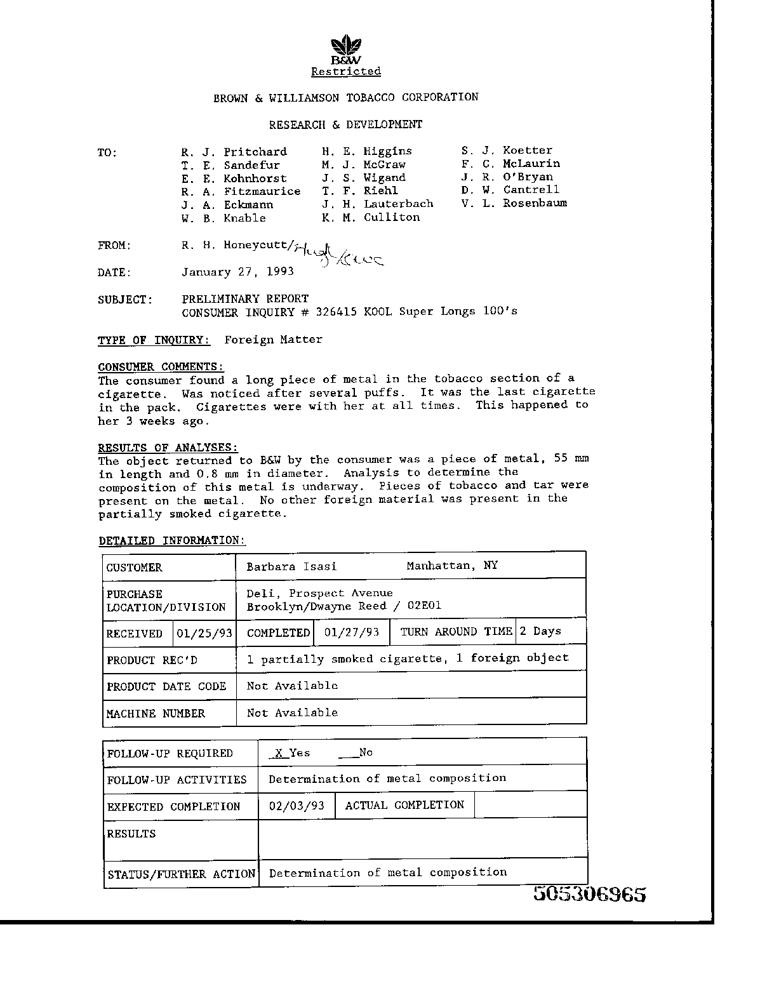 B&W
Restricted
BROWN & WILLIAMSON TOBACCO CORPORATION
RESEARCH & DEVELOPMENT
TO: R. J. Pritchard H. E. Higgins S. J. Koetter
T. E. Sandefur M. J. McGraw F. C. McLaurin
E. E. Kohnhorst J. S. Wigand J. R. O'Bryan
R. A. Fitzmaurice T. F. Riehl D. W. Cantrell
J. A. Eckmann J. H. Lauterbach V. L. Rosenbaum
W. B. Knable K. M. Culliton
FROM: R. H. Honeycutt/
DATE: January 27, 1993
SUBJECT: PRELIMINARY REPORT
CONSUMER INQUIRY # 326415 KOOL Super Longs 100's
TYPE OF INQUIRY: Foreign Matter
CONSUMER COMMENTS:
The consumer found a long piece of metal in the tobacco section of a
cigarette. Was noticed after several puffs. It was the last cigarette
in the pack. Cigarettes were with her at all times. This happened to
her 3 weeks ago.
RESULTS OF ANALYSES:
The object returned to B&W by the consumer was a piece of metal, 55 mm
in length and 0.8 mm in diameter. Analysis to determine the
composition of this metal is underway. Pieces of tobacco and tar were
present on the metal. No other foreign material was present in the
partially smoked cigarette.
DETAILED INFORMATION:
CUSTOMER Barbara Isasi Manhattan, NY
PURCHASE Deli, Prospect Avenue
LOCATION/DIVISION Brooklyn/Dwayne Reed / 02E01
RECEIVED 01/25/93 COMPLETED 01/27/93 TURN AROUND TIME 2 Days
PRODUCT REC'D 1 partially smoked cigarette, 1 foreign object
PRODUCT DATE CODE Not Available
MACHINE NUMBER Not Available
FOLLOW-UP REQUIRED X Yes ___No
FOLLOW-UP ACTIVITIES Determination of metal composition
EXPECTED COMPLETION 02/03/93 ACTUAL COMPLETION
RESULTS
STATUS/FURTHER ACTION Determination of metal composition
505306965